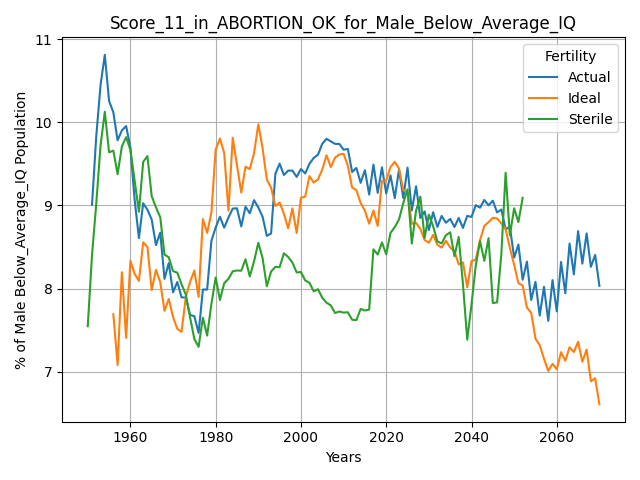 Score_11_in_ABORTION_OK_for_Male_Below_Average_IQ
% of Male Below_Average_IQ Population
11
10
9
8
7
Fertility
Actual
Ideal
Sterile
1960
1980
2000
2020
2040
2060
Years